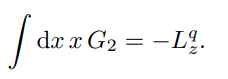 ∫ dx x G₂ = −L_z^q.